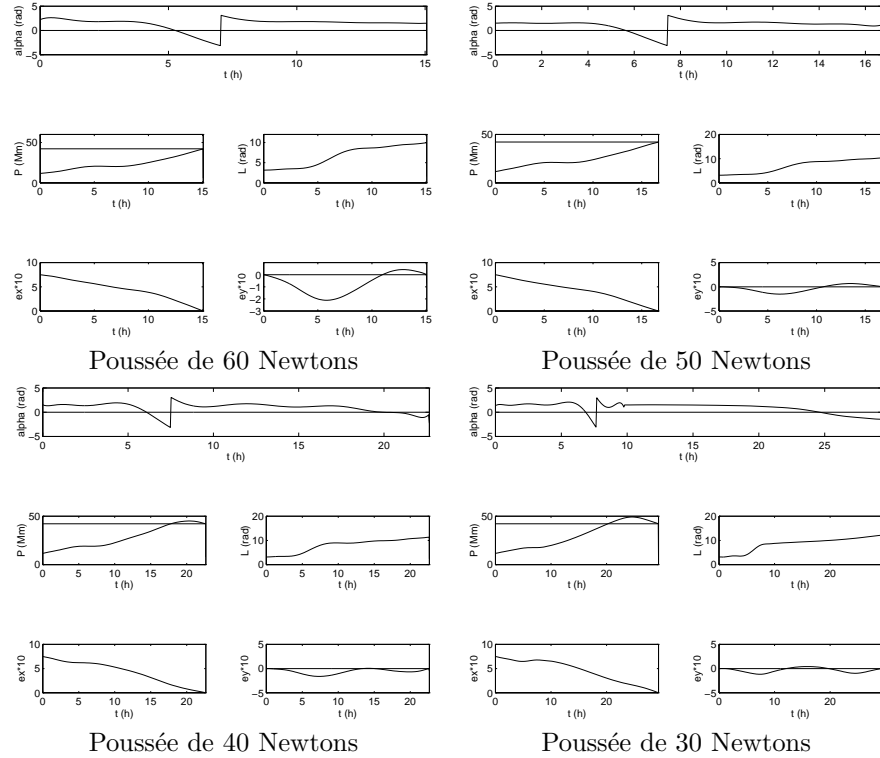 alpha (rad)
5
0
−5
0 5 10 15
t (h)
alpha (rad)
5
0
−5
0 2 4 6 8 10 12 14 16
t (h)
P (Mm)
50
0
0 5 10 15
t (h)
L (rad)
10
5
0
0 5 10 15
t (h)
P (Mm)
50
0
0 5 10 15
t (h)
L (rad)
20
10
0
0 5 10 15
t (h)
ex*10
10
5
0
0 5 10 15
t (h)
ey*10
0
−1
−2
−3
0 5 10 15
t (h)
ex*10
10
5
0
0 5 10 15
t (h)
ey*10
5
0
−5
0 5 10 15
t (h)
Poussée de 60 Newtons
Poussée de 50 Newtons
alpha (rad)
5
0
−5
0 5 10 15 20
t (h)
alpha (rad)
5
0
−5
0 5 10 15 20 25
t (h)
P (Mm)
50
0
0 5 10 15 20
t (h)
L (rad)
20
10
0
0 5 10 15 20
t (h)
P (Mm)
50
0
0 10 20
t (h)
L (rad)
20
10
0
0 10 20
t (h)
ex*10
10
5
0
0 5 10 15 20
t (h)
ey*10
5
0
−5
0 5 10 15 20
t (h)
ex*10
10
5
0
0 10 20
t (h)
ey*10
5
0
−5
0 10 20
t (h)
Poussée de 40 Newtons
Poussée de 30 Newtons